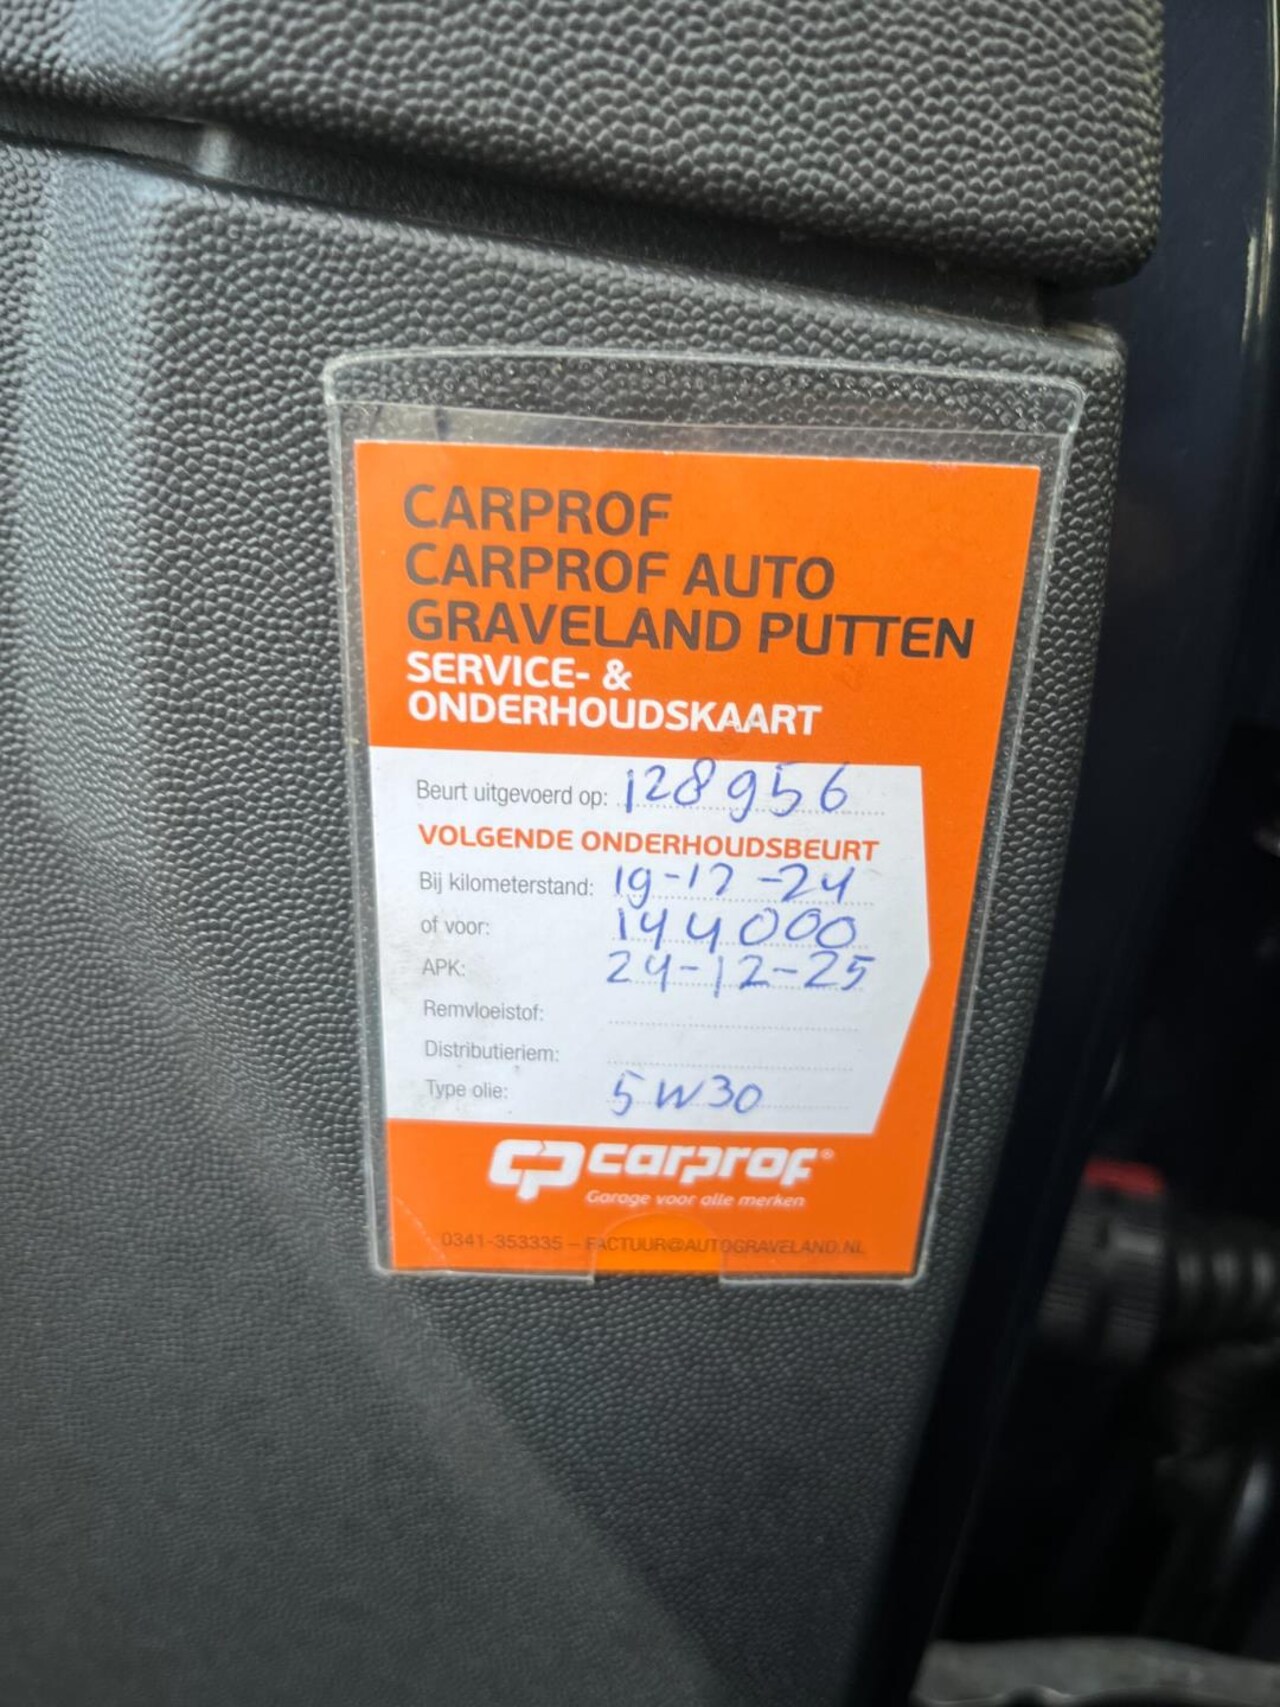 CARPROF
CARPROF AUTO
GRAVELAND PUTTEN
SERVICE- &
ONDERHOUDSKAART
Beurt uitgevoerd op: 128956
VOLGENDE ONDERHOUDSBEURT
Bij kilometerstand: 19-12-24
of voor: 144000
APK: 24-12-25
Remvloeistof:
Distributieriem:
Type olie: 5W30
carprof®
Garage voor alle merken
0341-353335 – FACTUUR@AUTOGRAVELAND.NL